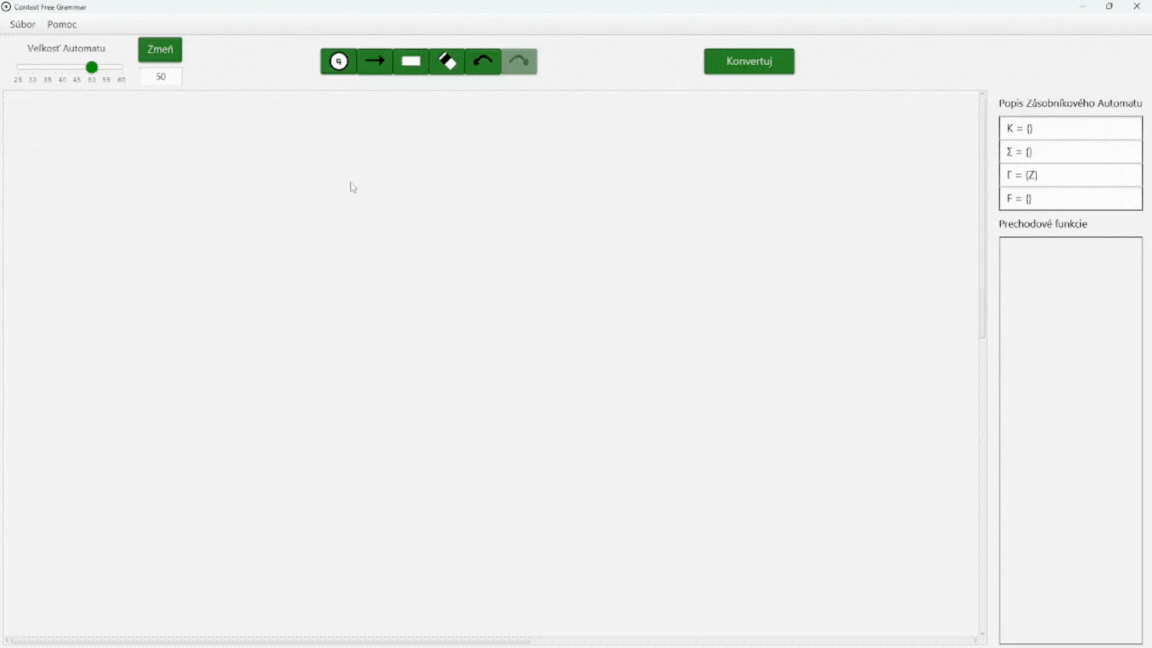 Context Free Grammar
Súbor Pomoc
Veľkosť Automatu
Zmeň
25 30 35 40 45 50 55 60
50
q
Konvertuj
Popis Zásobníkového Automatu
K = {}
Σ = {}
Γ = {Z}
F = {}
Prechodové funkcie